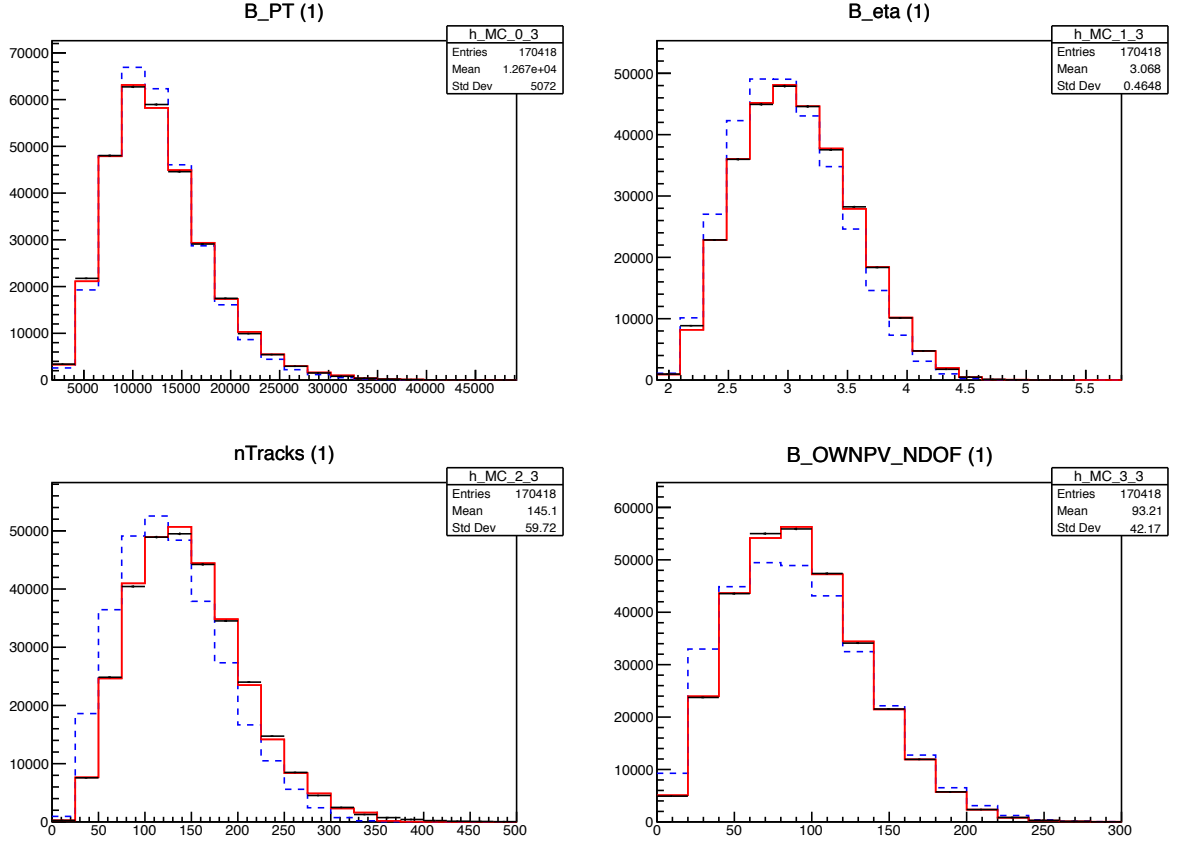 B_PT (1)
h_MC_0_3
Entries 170418
Mean 1.267e+04
Std Dev 5072
70000
60000
50000
40000
30000
20000
10000
0
5000 10000 15000 20000 25000 30000 35000 40000 45000
B_eta (1)
h_MC_1_3
Entries 170418
Mean 3.068
Std Dev 0.4648
50000
40000
30000
20000
10000
0
2 2.5 3 3.5 4 4.5 5 5.5
nTracks (1)
h_MC_2_3
Entries 170418
Mean 145.1
Std Dev 59.72
50000
40000
30000
20000
10000
0
0 50 100 150 200 250 300 350 400 450 500
B_OWNPV_NDOF (1)
h_MC_3_3
Entries 170418
Mean 93.21
Std Dev 42.17
60000
50000
40000
30000
20000
10000
0
0 50 100 150 200 250 300